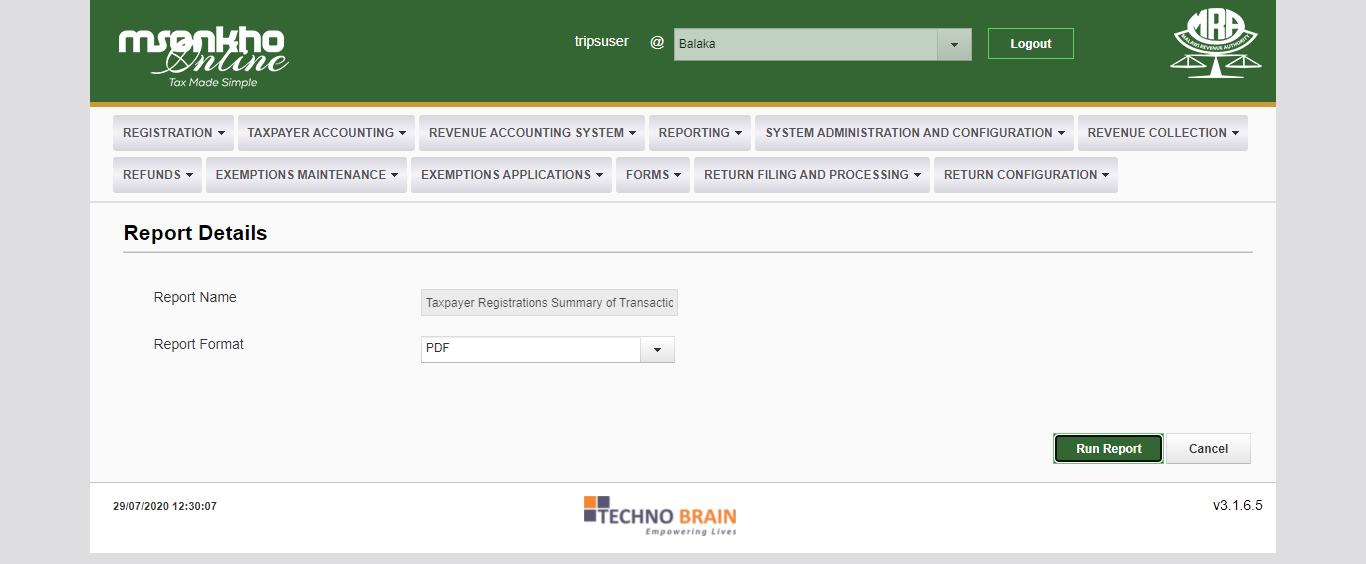 msonkho
Online
Tax Made Simple
tripsuser @ Balaka Logout
MRA
MALAWI REVENUE AUTHORITY
REGISTRATION TAXPAYER ACCOUNTING REVENUE ACCOUNTING SYSTEM REPORTING SYSTEM ADMINISTRATION AND CONFIGURATION REVENUE COLLECTION
REFUNDS EXEMPTIONS MAINTENANCE EXEMPTIONS APPLICATIONS FORMS RETURN FILING AND PROCESSING RETURN CONFIGURATION
Report Details
Report Name Taxpayer Registrations Summary of Transactic
Report Format PDF
Run Report Cancel
29/07/2020 12:30:07 TECHNO BRAIN v3.1.6.5
Empowering Lives